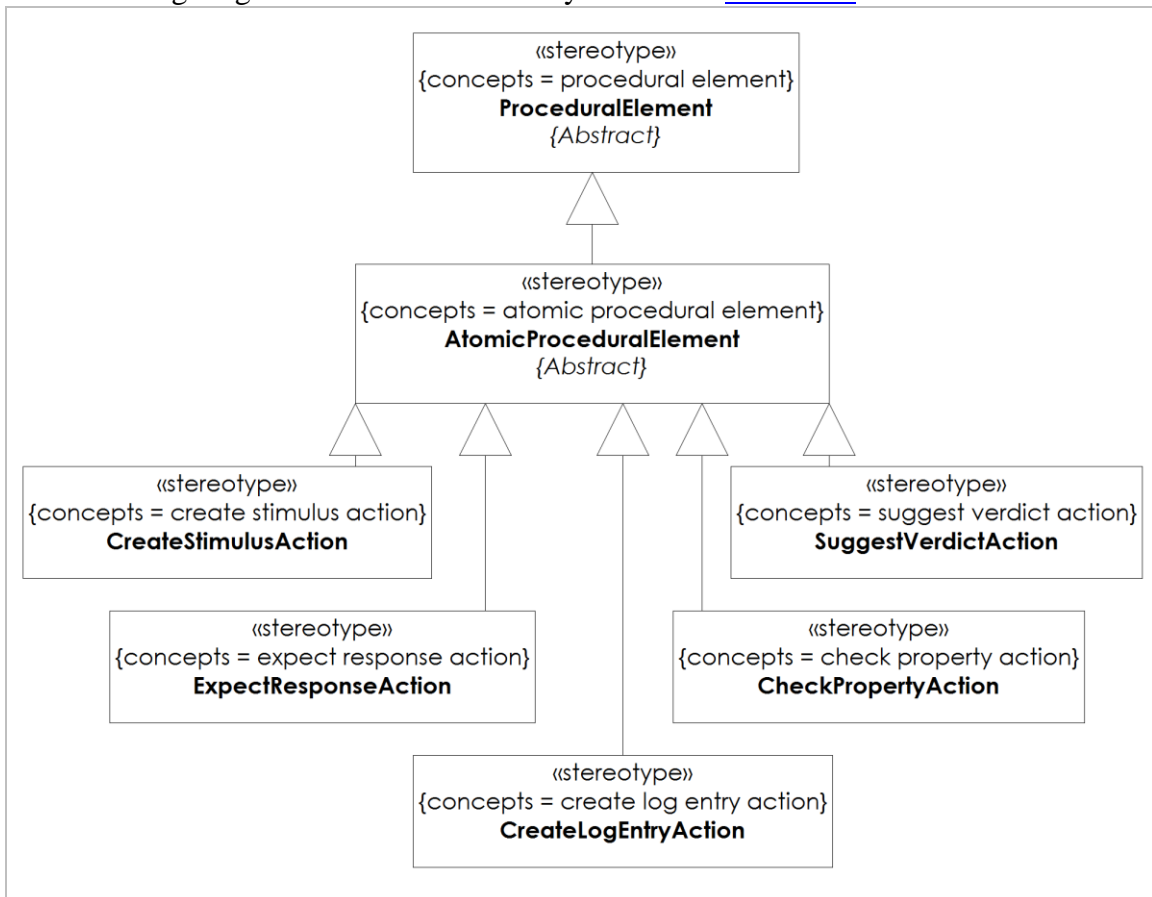 «stereotype»
{concepts = procedural element}
ProceduralElement
{Abstract}
«stereotype»
{concepts = atomic procedural element}
AtomicProceduralElement
{Abstract}
«stereotype»
{concepts = create stimulus action}
CreateStimulusAction
«stereotype»
{concepts = suggest verdict action}
SuggestVerdictAction
«stereotype»
{concepts = expect response action}
ExpectResponseAction
«stereotype»
{concepts = check property action}
CheckPropertyAction
«stereotype»
{concepts = create log entry action}
CreateLogEntryAction